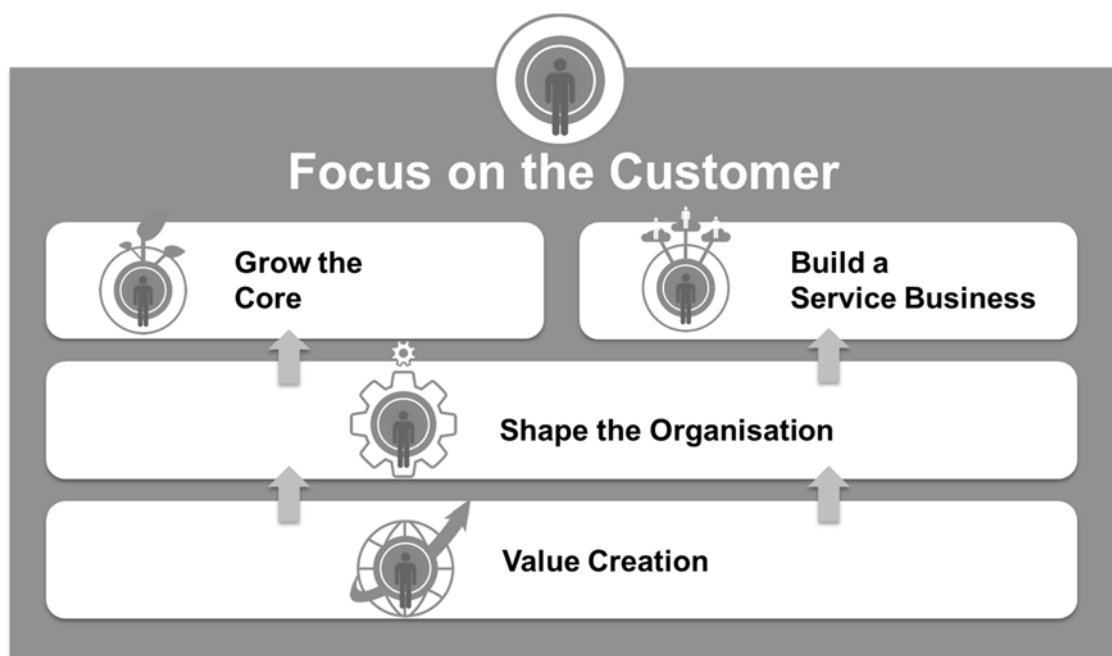 Focus on the Customer
Grow the
Core
Build a
Service Business
Shape the Organisation
Value Creation